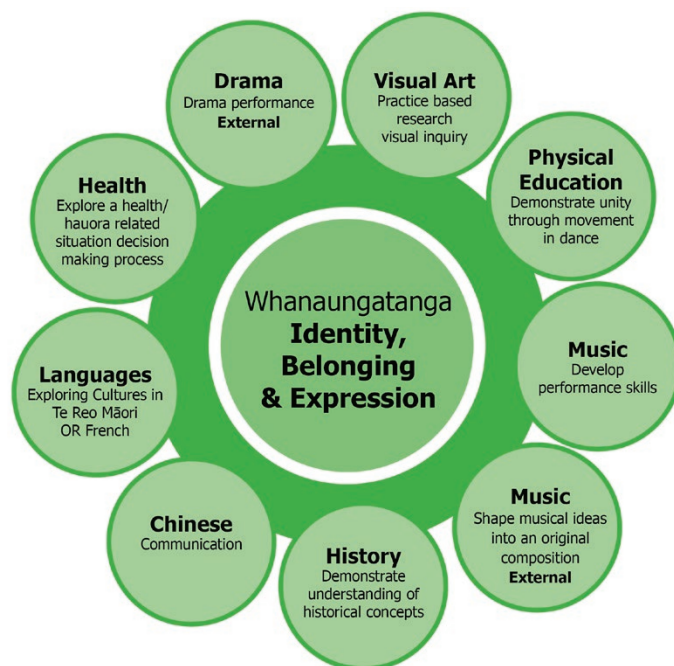 Drama
Drama performance
External
Visual Art
Practice based
research
visual inquiry
Physical
Education
Demonstrate unity
through movement
in dance
Music
Develop
performance skills
Music
Shape musical ideas
into an original
composition
External
History
Demonstrate
understanding of
historical concepts
Chinese
Communication
Languages
Exploring Cultures in
Te Reo Māori
OR French
Health
Explore a health/
hauora related
situation decision
making process
Whanaungatanga
Identity,
Belonging
& Expression